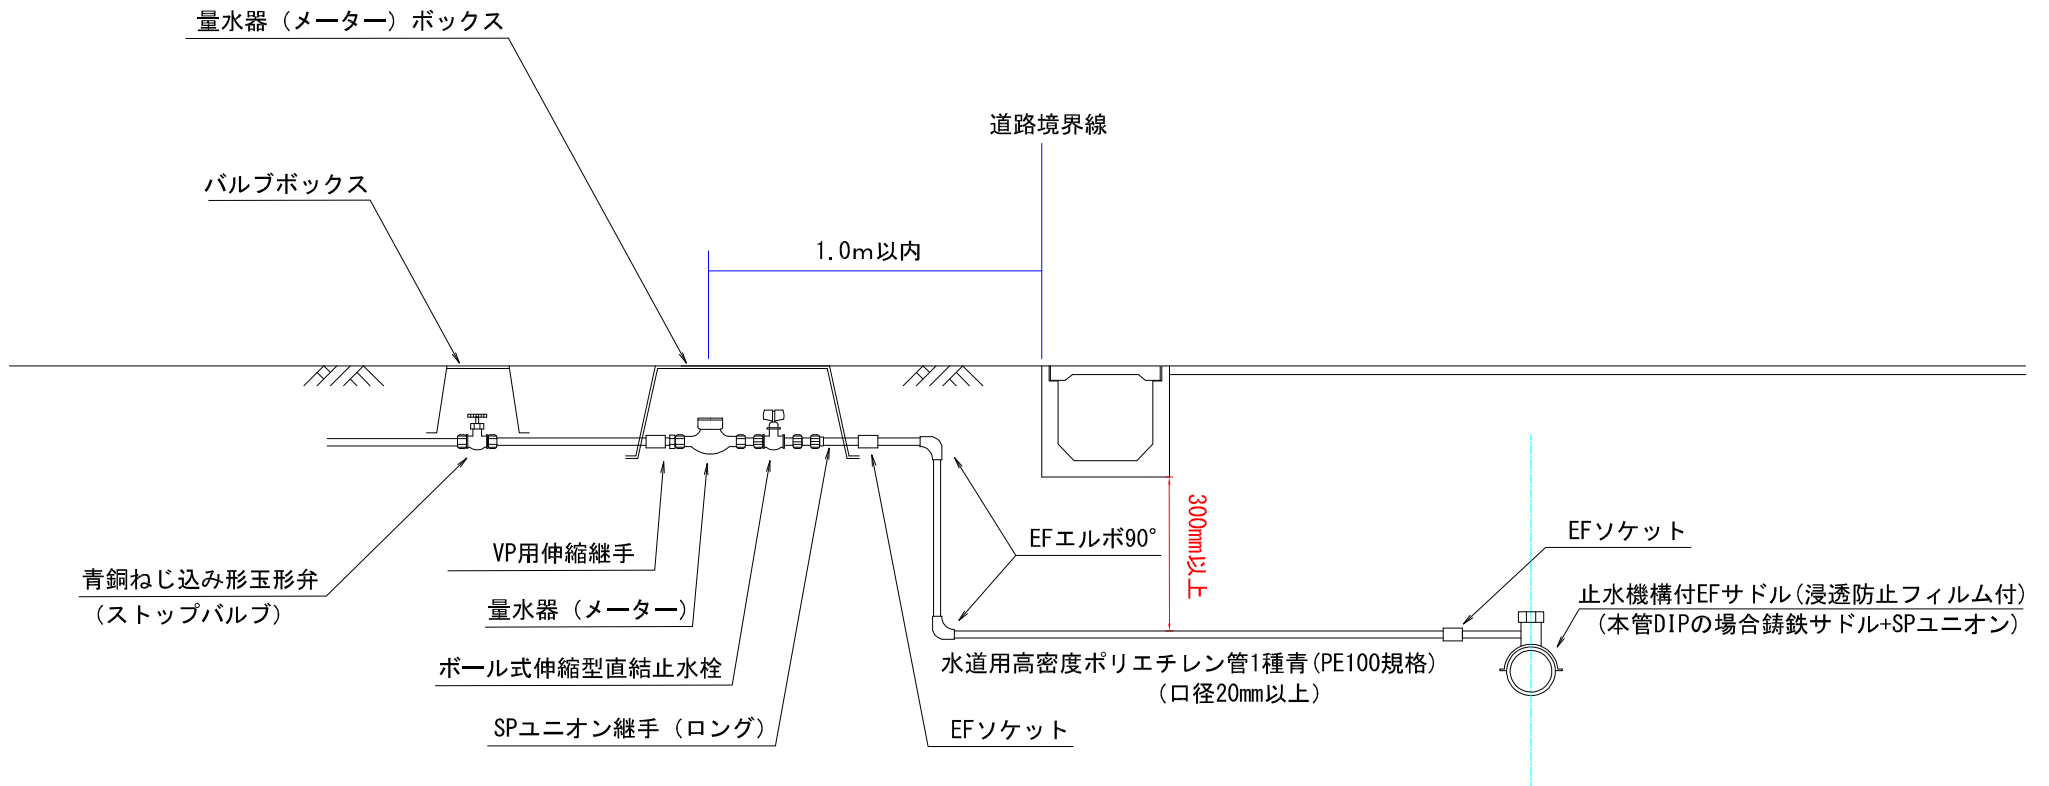 量水器（メーター）ボックス
道路境界線
バルブボックス
1.0m以内
300mm以上
EFソケット
EFエルボ90°
VP用伸縮継手
青銅ねじ込み形玉形弁
（ストップバルブ）
量水器（メーター）
止水機構付EFサドル(浸透防止フィルム付)
(本管DIPの場合鋳鉄サドル+SPユニオン)
ボール式伸縮型直結止水栓
水道用高密度ポリエチレン管1種青(PE100規格)
（口径20mm以上）
SPユニオン継手（ロング）
EFソケット